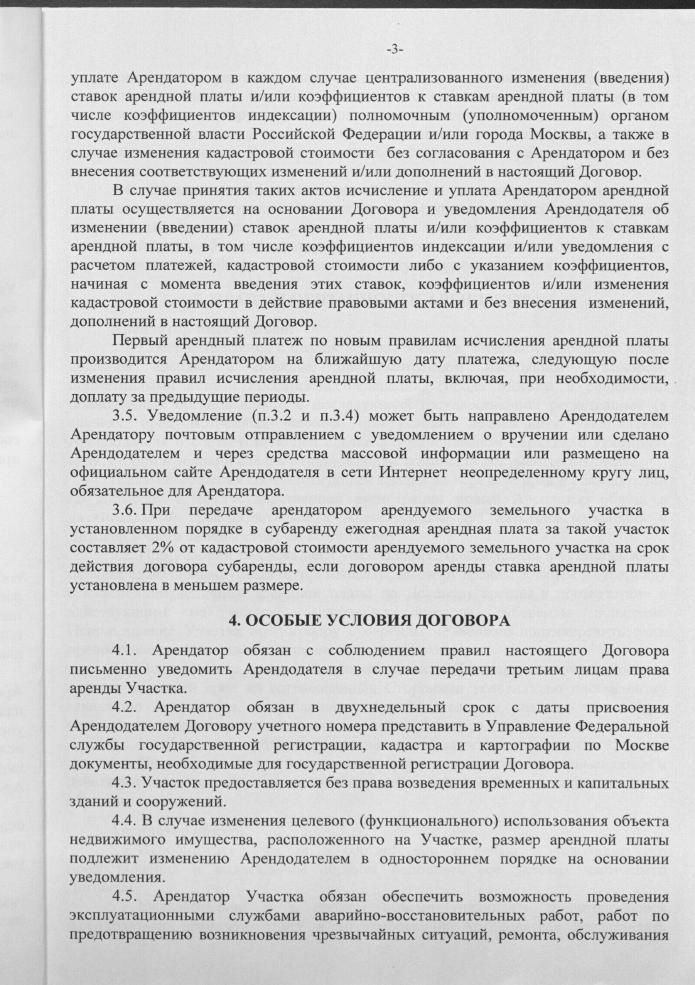 -3-
уплате Арендатором в каждом случае централизованного изменения (введения)
ставок арендной платы и/или коэффициентов к ставкам арендной платы (в том
числе коэффициентов индексации) полномочным (уполномоченным) органом
государственной власти Российской Федерации и/или города Москвы, а также в
случае изменения кадастровой стоимости без согласования с Арендатором и без
внесения соответствующих изменений и/или дополнений в настоящий Договор.
В случае принятия таких актов исчисление и уплата Арендатором арендной
платы осуществляется на основании Договора и уведомления Арендодателя об
изменении (введении) ставок арендной платы и/или коэффициентов к ставкам
арендной платы, в том числе коэффициентов индексации и/или уведомления с
расчетом платежей, кадастровой стоимости либо с указанием коэффициентов,
начиная с момента введения этих ставок, коэффициентов и/или изменения
кадастровой стоимости в действие правовыми актами и без внесения изменений,
дополнений в настоящий Договор.
Первый арендный платеж по новым правилам исчисления арендной платы
производится Арендатором на ближайшую дату платежа, следующую после
изменения правил исчисления арендной платы, включая, при необходимости,
доплату за предыдущие периоды.
3.5. Уведомление (п.3.2 и п.3.4) может быть направлено Арендодателем
Арендатору почтовым отправлением с уведомлением о вручении или сделано
Арендодателем и через средства массовой информации или размещено на
официальном сайте Арендодателя в сети Интернет неопределенному кругу лиц,
обязательное для Арендатора.
3.6. При передаче арендатором арендуемого земельного участка в
установленном порядке в субаренду ежегодная арендная плата за такой участок
составляет 2% от кадастровой стоимости арендуемого земельного участка на срок
действия договора субаренды, если договором аренды ставка арендной платы
установлена в меньшем размере.
4. ОСОБЫЕ УСЛОВИЯ ДОГОВОРА
4.1. Арендатор обязан с соблюдением правил настоящего Договора
письменно уведомить Арендодателя в случае передачи третьим лицам права
аренды Участка.
4.2. Арендатор обязан в двухнедельный срок с даты присвоения
Арендодателем Договору учетного номера представить в Управление Федеральной
службы государственной регистрации, кадастра и картографии по Москве
документы, необходимые для государственной регистрации Договора.
4.3. Участок предоставляется без права возведения временных и капитальных
зданий и сооружений.
4.4. В случае изменения целевого (функционального) использования объекта
недвижимого имущества, расположенного на Участке, размер арендной платы
подлежит изменению Арендодателем в одностороннем порядке на основании
уведомления.
4.5. Арендатор Участка обязан обеспечить возможность проведения
эксплуатационными службами аварийно-восстановительных работ, работ по
предотвращению возникновения чрезвычайных ситуаций, ремонта, обслуживания